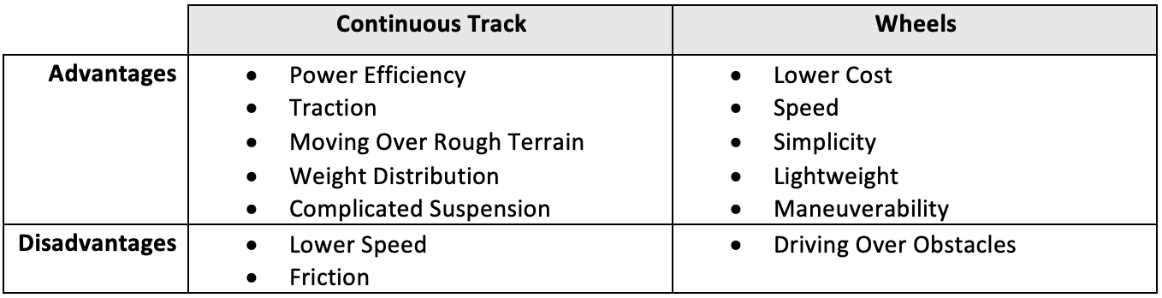 Continuous Track Wheels
Advantages • Power Efficiency • Lower Cost
• Traction • Speed
• Moving Over Rough Terrain • Simplicity
• Weight Distribution • Lightweight
• Complicated Suspension • Maneuverability
Disadvantages • Lower Speed • Driving Over Obstacles
• Friction